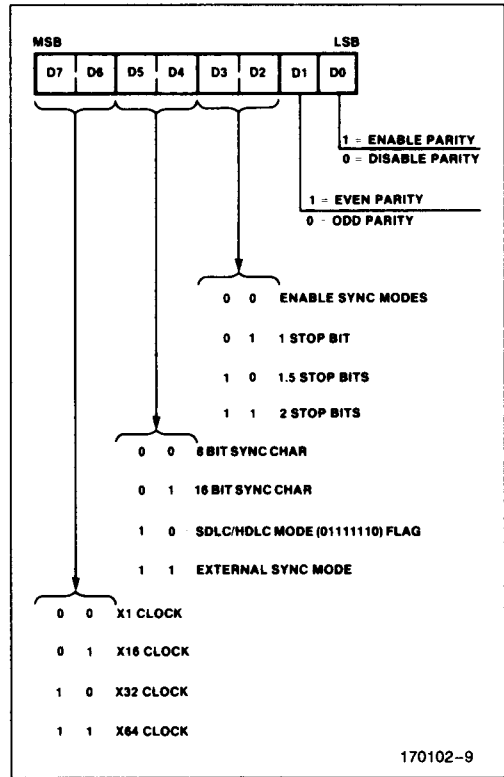 MSB LSB
D7 D6 D5 D4 D3 D2 D1 D0
1 = ENABLE PARITY
0 = DISABLE PARITY
1 = EVEN PARITY
0 - ODD PARITY
0 0 ENABLE SYNC MODES
0 1 1 STOP BIT
1 0 1.5 STOP BITS
1 1 2 STOP BITS
0 0 8 BIT SYNC CHAR
0 1 16 BIT SYNC CHAR
1 0 SDLC/HDLC MODE (01111110) FLAG
1 1 EXTERNAL SYNC MODE
0 0 X1 CLOCK
0 1 X16 CLOCK
1 0 X32 CLOCK
1 1 X64 CLOCK
170102-9